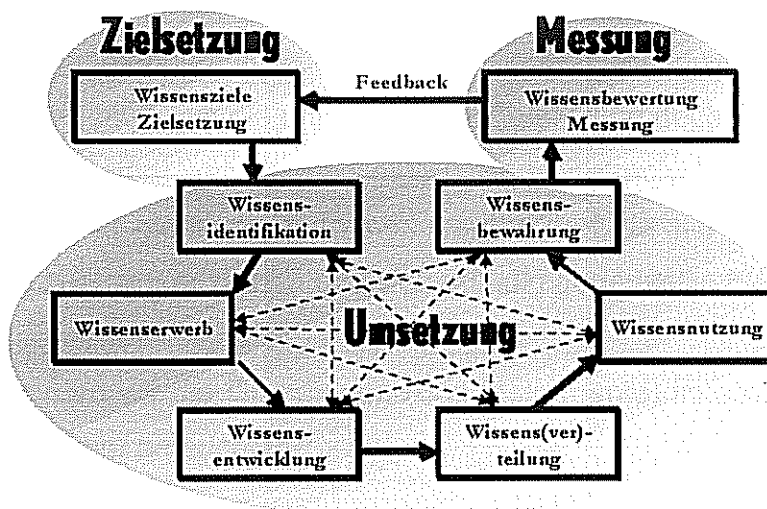 Zielsetzung
Messung
Wissensziele
Zielsetzung
Feedback
Wissensbewertung
Messung
Wissens-
identifikation
Wissens-
bewahrung
Wissenserwerb
Umsetzung
Wissensnutzung
Wissens-
entwicklung
Wissens(ver)-
teilung